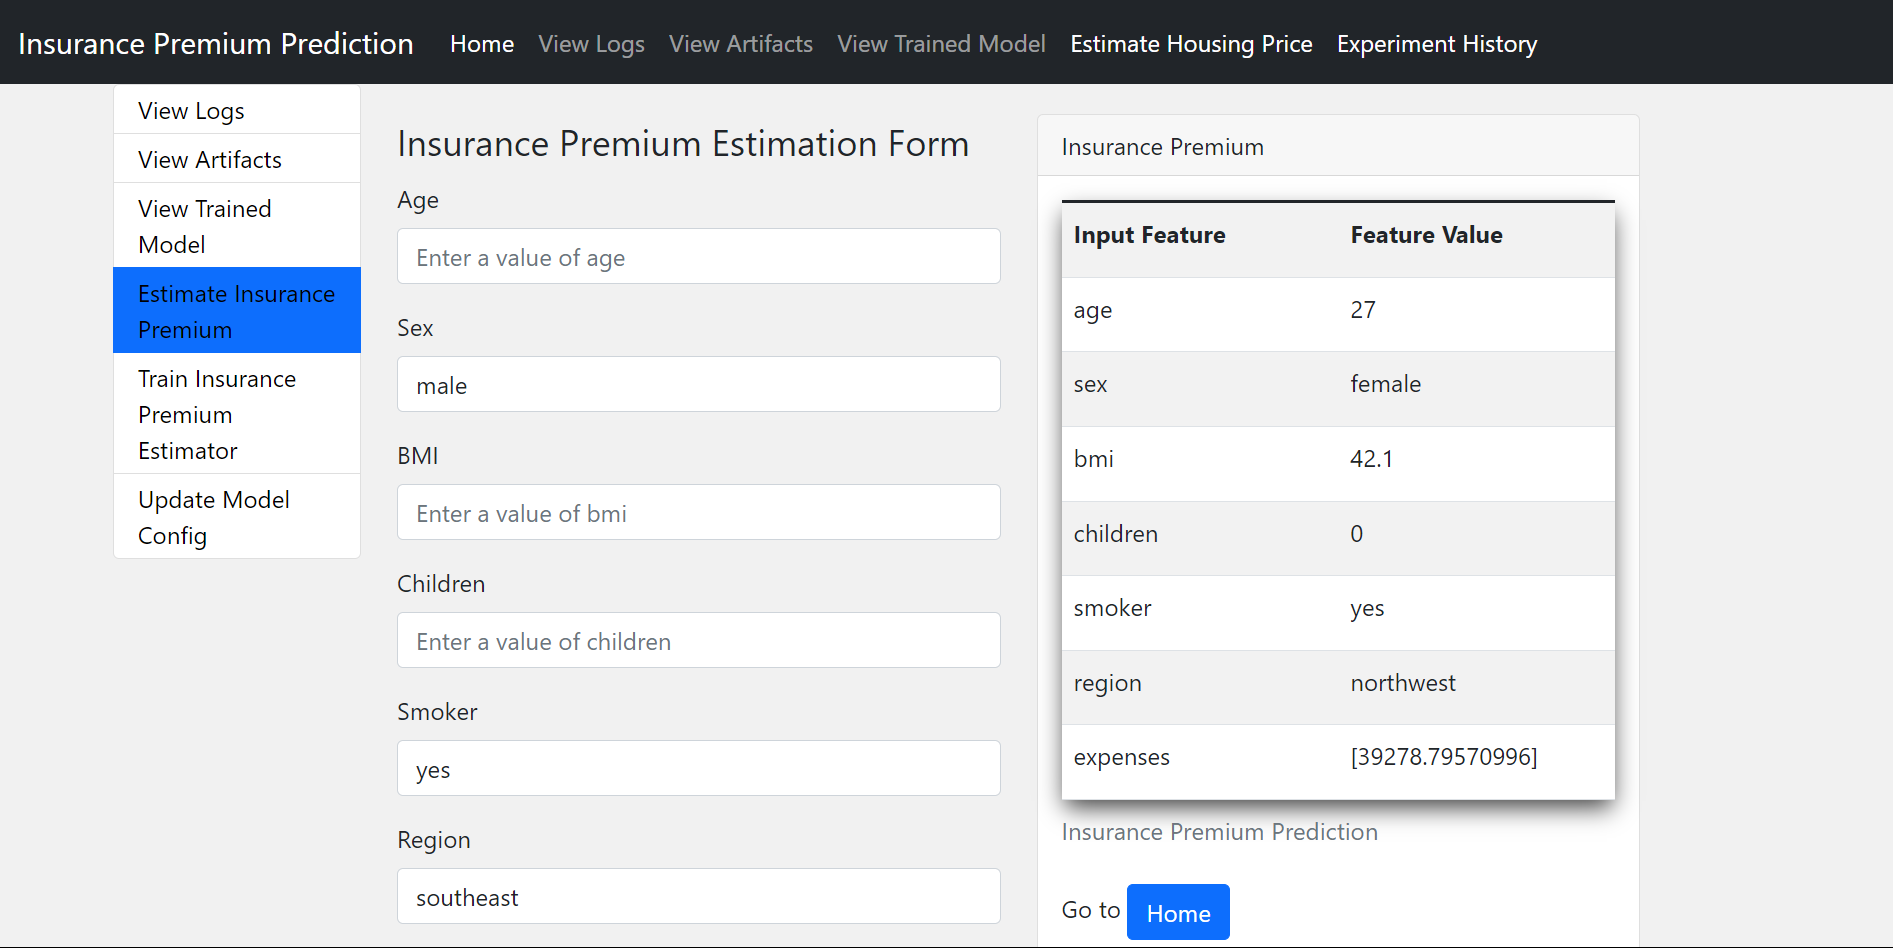 Insurance Premium Prediction Home View Logs View Artifacts View Trained Model Estimate Housing Price Experiment History
View Logs
View Artifacts
View Trained
Model
Estimate Insurance
Premium
Train Insurance
Premium
Estimator
Update Model
Config
Insurance Premium Estimation Form
Age
Enter a value of age
Sex
male
BMI
Enter a value of bmi
Children
Enter a value of children
Smoker
yes
Region
southeast
Insurance Premium
Input Feature Feature Value
age 27
sex female
bmi 42.1
children 0
smoker yes
region northwest
expenses [39278.79570996]
Insurance Premium Prediction
Go to Home